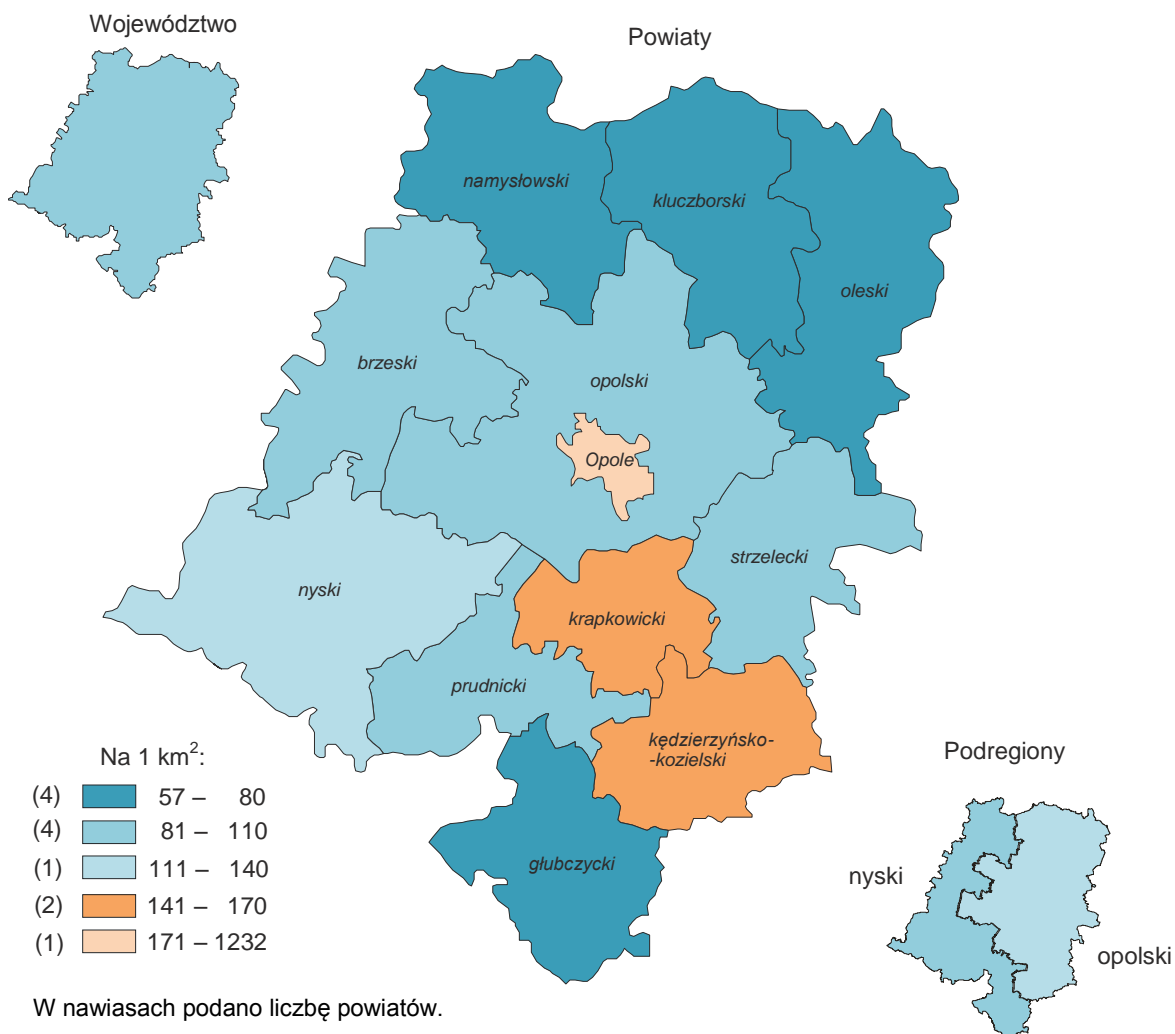 Województwo
Powiaty
namysłowski
kluczborski
oleski
brzeski
opolski
Opole
strzelecki
nyski
krapkowicki
prudnicki
kędzierzyńsko-
-kozielski
głubczycki
Na 1 km²:
(4) 57 – 80
(4) 81 – 110
(1) 111 – 140
(2) 141 – 170
(1) 171 – 1232
W nawiasach podano liczbę powiatów.
Podregiony
nyski
opolski